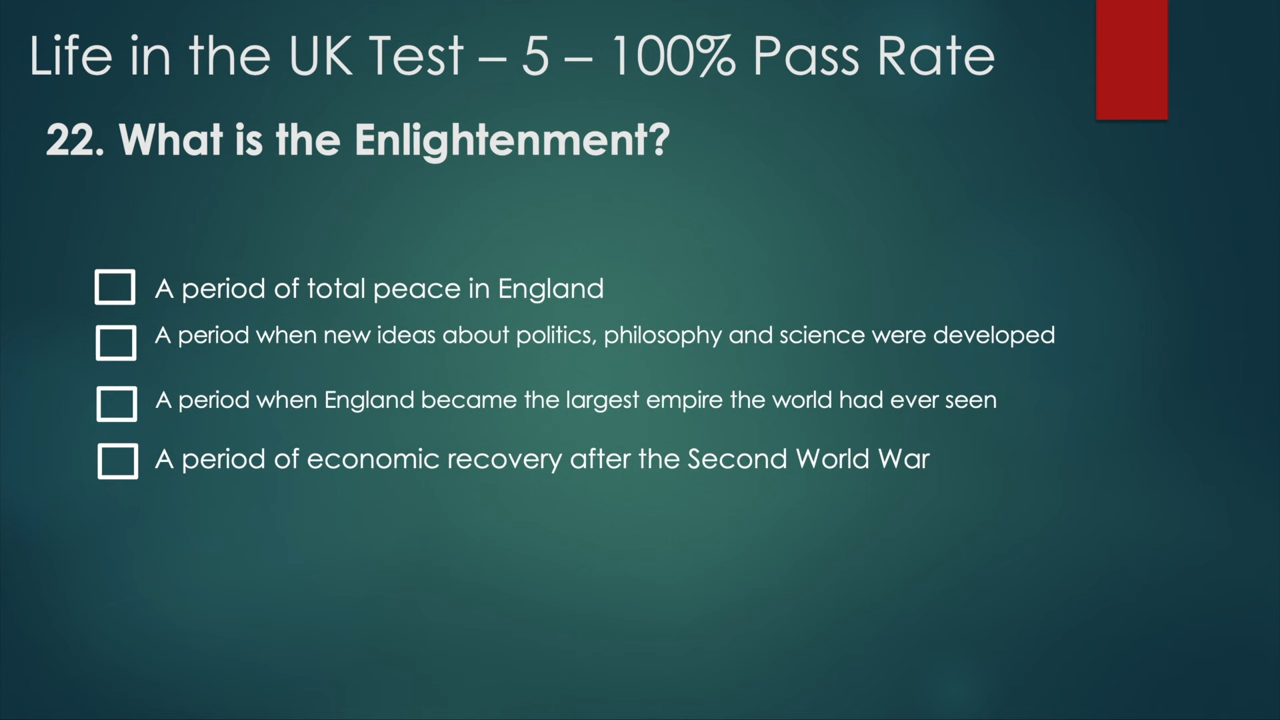 Life in the UK Test – 5 – 100% Pass Rate
22. What is the Enlightenment?
A period of total peace in England
A period when new ideas about politics, philosophy and science were developed
A period when England became the largest empire the world had ever seen
A period of economic recovery after the Second World War